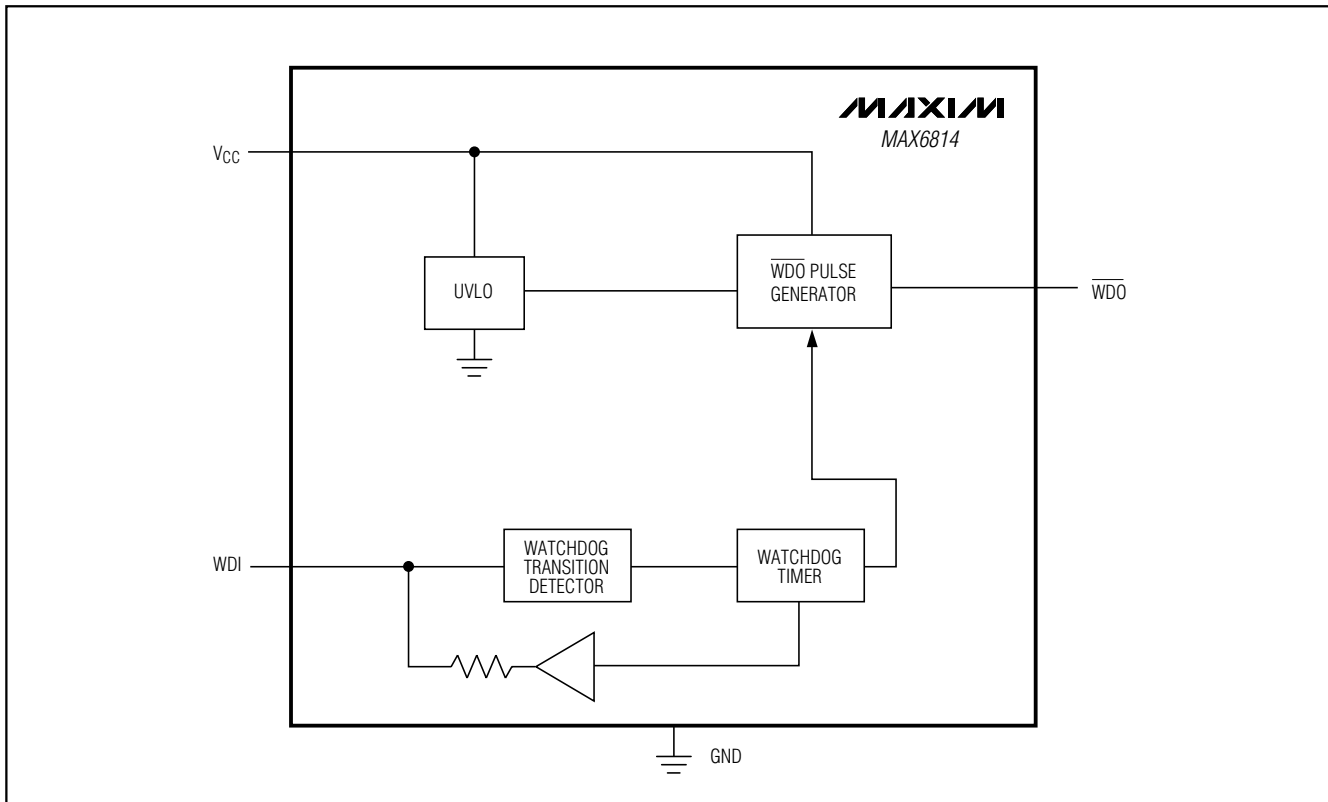 MAXIM
MAX6814
VCC
UVLO
WDO PULSE
GENERATOR
WDO
WDI
WATCHDOG
TRANSITION
DETECTOR
WATCHDOG
TIMER
GND